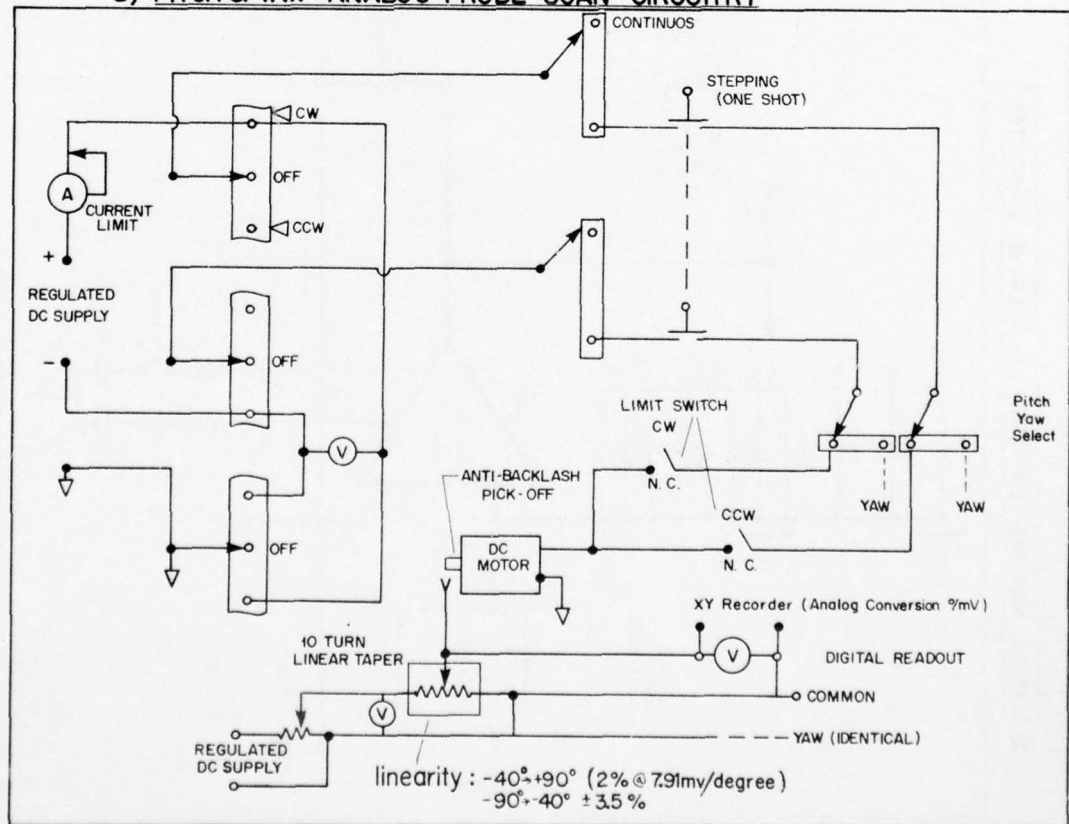 CONTINUOS
STEPPING
(ONE SHOT)
CW
OFF
CCW
A
CURRENT
LIMIT
+
REGULATED
DC SUPPLY
-
OFF
V
OFF
LIMIT SWITCH
CW
N. C.
CCW
N. C.
Pitch
Yaw
Select
YAW
YAW
ANTI-BACKLASH
PICK-OFF
DC
MOTOR
XY Recorder (Analog Conversion °/mV)
V
DIGITAL READOUT
10 TURN
LINEAR TAPER
COMMON
V
YAW (IDENTICAL)
REGULATED
DC SUPPLY
linearity : -40°→+90° (2% @ 7.91mv/degree)
-90°→-40° ±3.5%